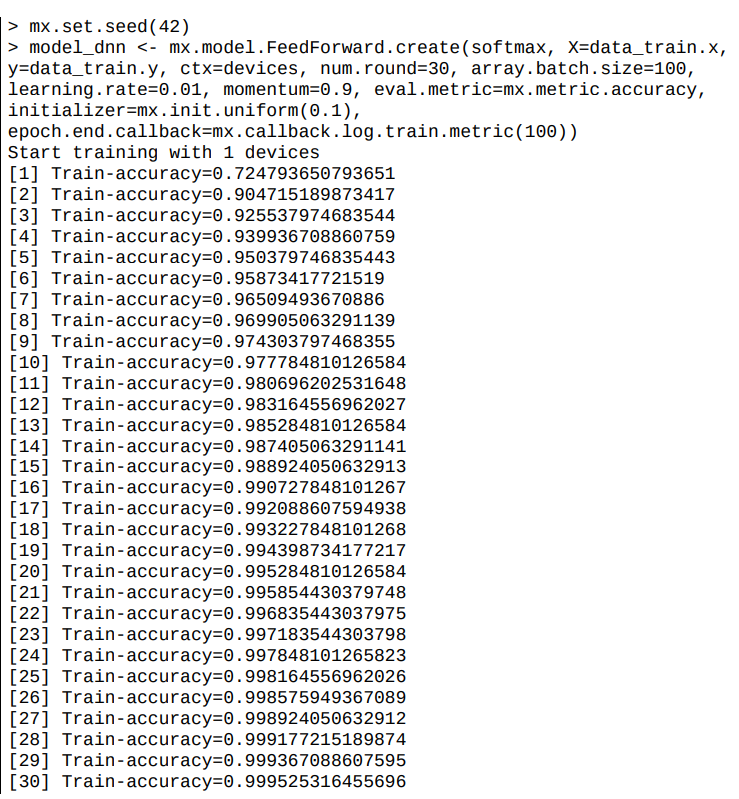 > mx.set.seed(42)
> model_dnn <- mx.model.FeedForward.create(softmax, X=data_train.x,
y=data_train.y, ctx=devices, num.round=30, array.batch.size=100,
learning.rate=0.01, momentum=0.9, eval.metric=mx.metric.accuracy,
initializer=mx.init.uniform(0.1),
epoch.end.callback=mx.callback.log.train.metric(100))
Start training with 1 devices
[1] Train-accuracy=0.724793650793651
[2] Train-accuracy=0.904715189873417
[3] Train-accuracy=0.925537974683544
[4] Train-accuracy=0.939936708860759
[5] Train-accuracy=0.950379746835443
[6] Train-accuracy=0.95873417721519
[7] Train-accuracy=0.96509493670886
[8] Train-accuracy=0.969905063291139
[9] Train-accuracy=0.974303797468355
[10] Train-accuracy=0.977784810126584
[11] Train-accuracy=0.980696202531648
[12] Train-accuracy=0.983164556962027
[13] Train-accuracy=0.985284810126584
[14] Train-accuracy=0.987405063291141
[15] Train-accuracy=0.988924050632913
[16] Train-accuracy=0.990727848101267
[17] Train-accuracy=0.992088607594938
[18] Train-accuracy=0.993227848101268
[19] Train-accuracy=0.994398734177217
[20] Train-accuracy=0.995284810126584
[21] Train-accuracy=0.995854430379748
[22] Train-accuracy=0.996835443037975
[23] Train-accuracy=0.997183544303798
[24] Train-accuracy=0.997848101265823
[25] Train-accuracy=0.998164556962026
[26] Train-accuracy=0.998575949367089
[27] Train-accuracy=0.998924050632912
[28] Train-accuracy=0.999177215189874
[29] Train-accuracy=0.999367088607595
[30] Train-accuracy=0.999525316455696